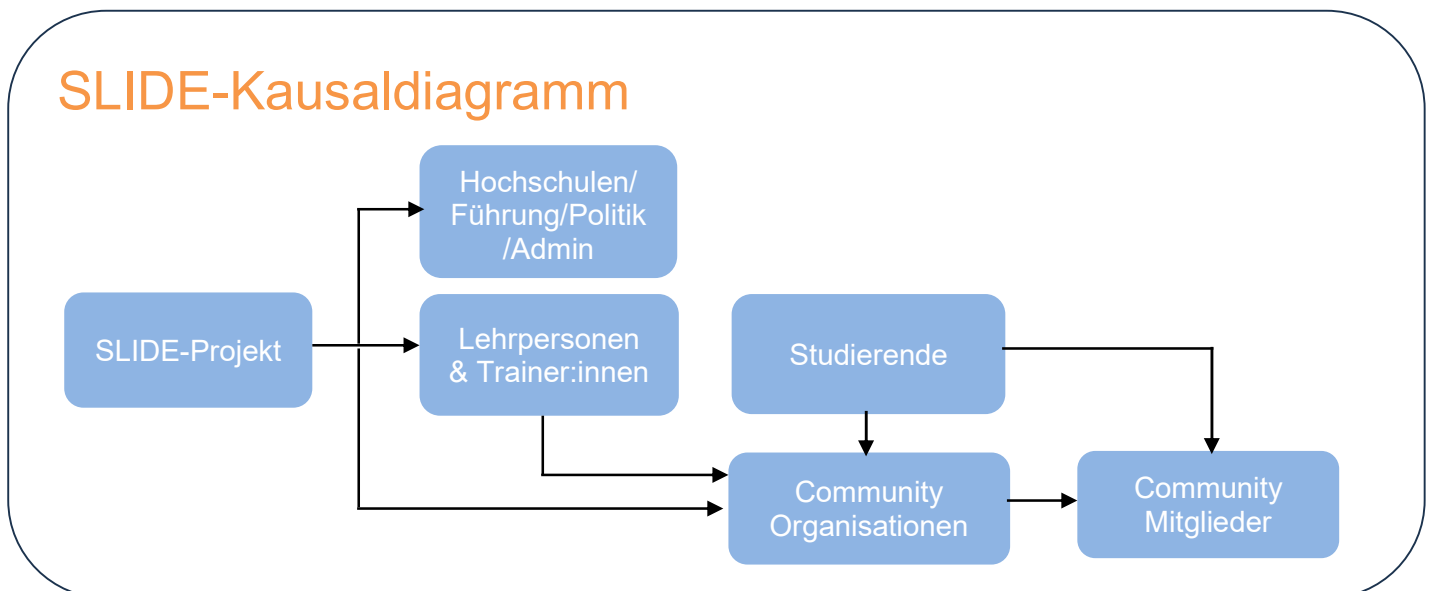 SLIDE-Kausaldiagramm
Hochschulen/
Führung/Politik
/Admin
SLIDE-Projekt
Lehrpersonen
& Trainer:innen
Studierende
Community
Organisationen
Community
Mitglieder